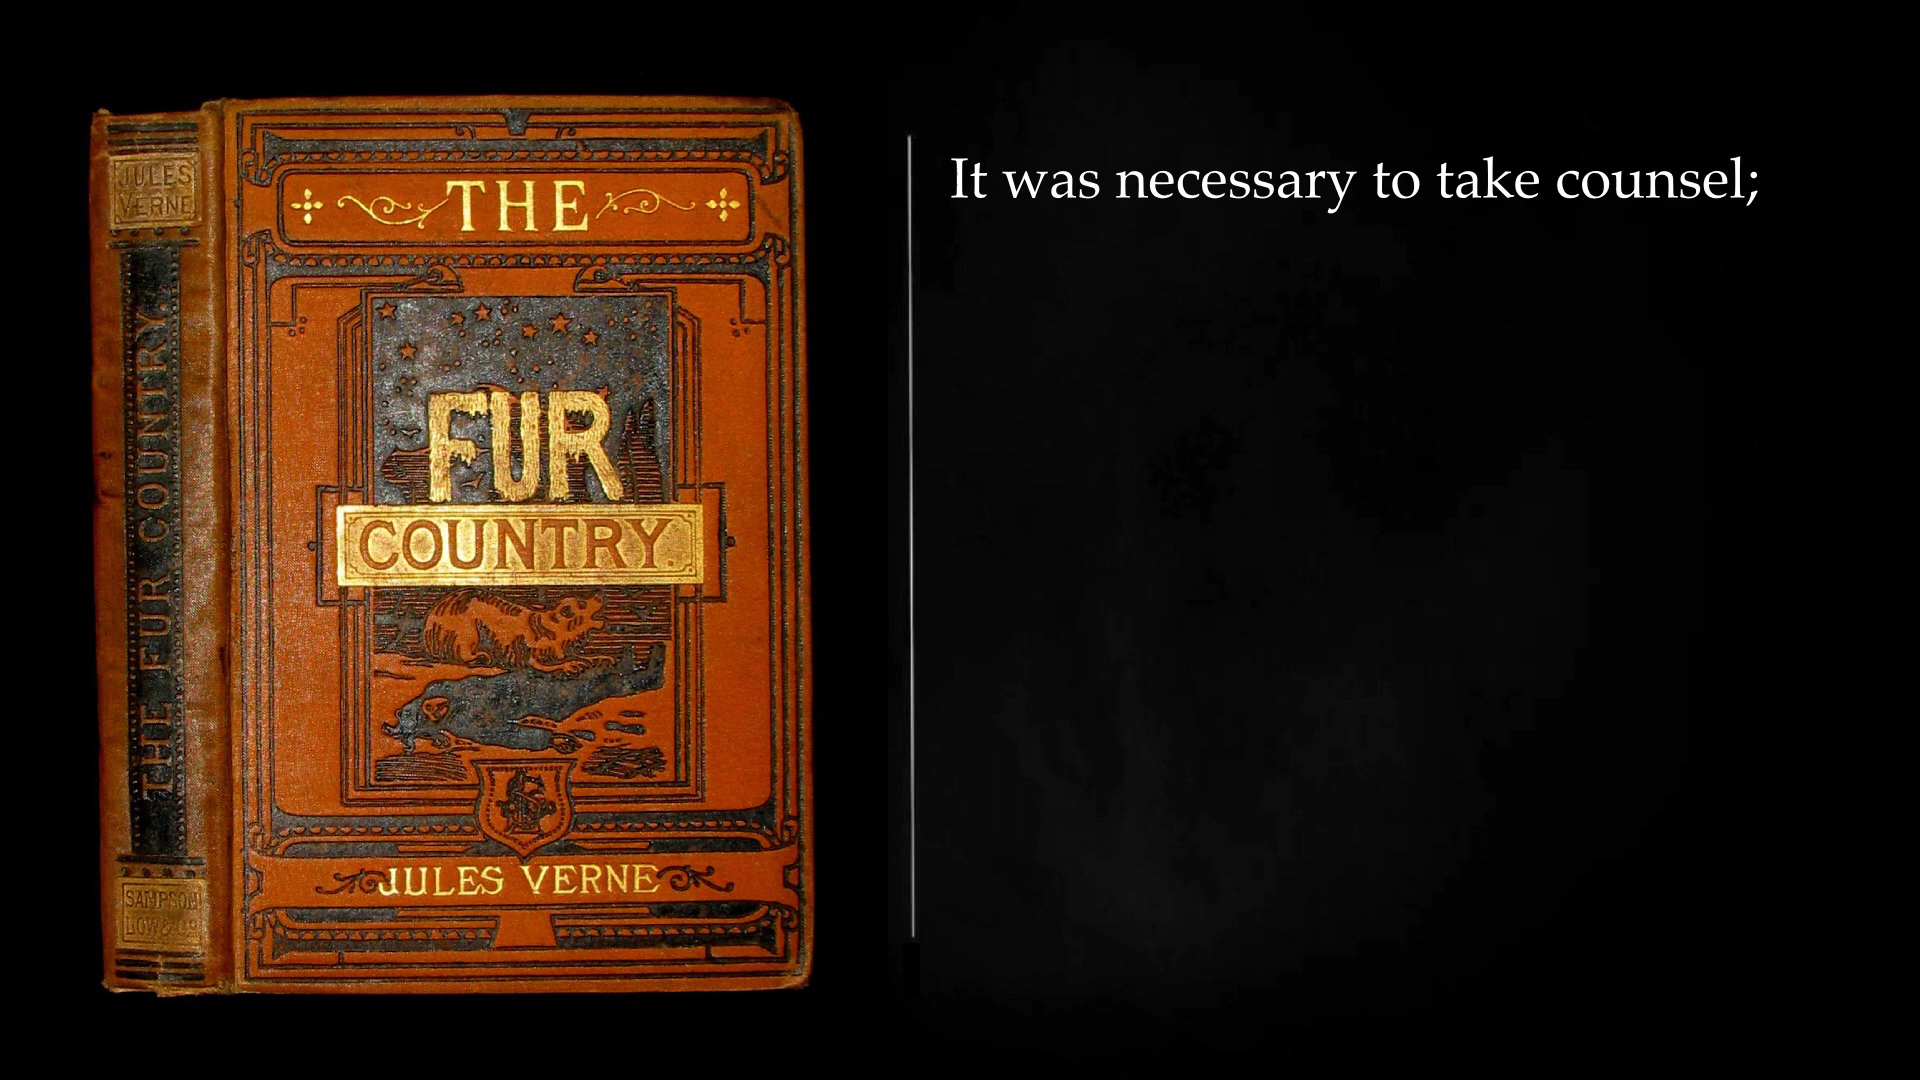 JULES
VERNE
THE FUR COUNTRY.
SAMPSON
LOW & Co
THE
FUR
COUNTRY.
JULES VERNE
It was necessary to take counsel;